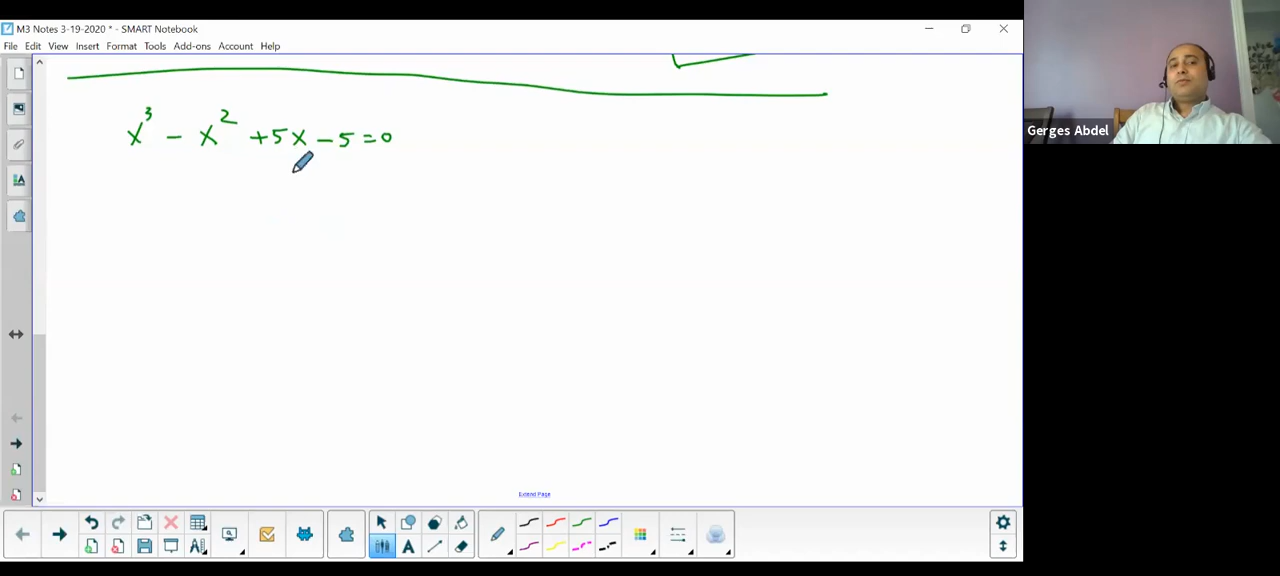 M3 Notes 3-19-2020 * - SMART Notebook
File Edit View Insert Format Tools Add-ons Account Help
x³ - x² + 5x - 5 = 0
Gerges Abdel
Extend Page